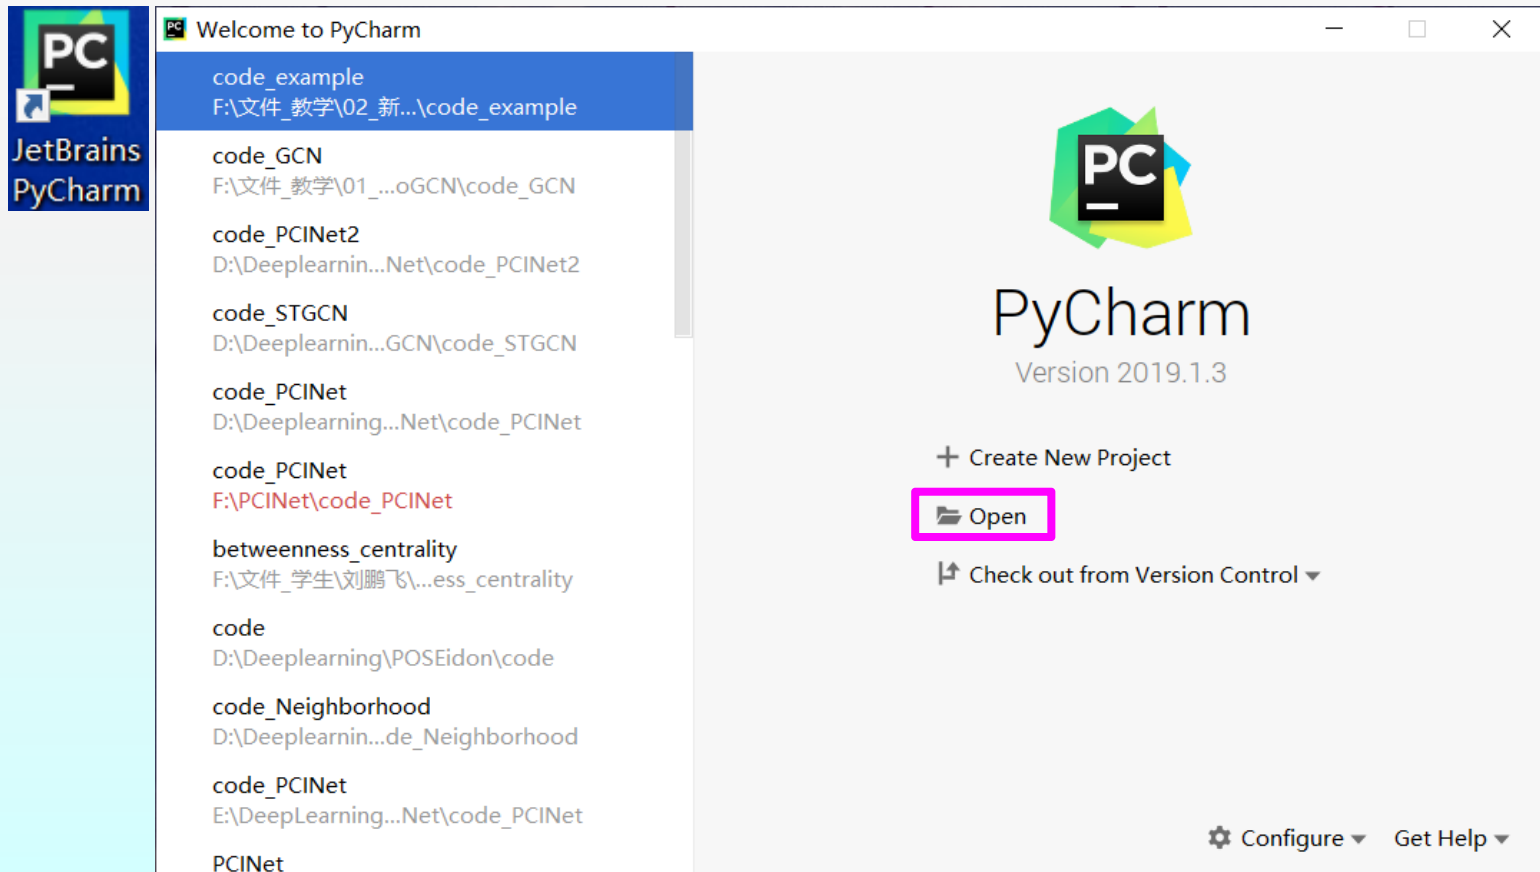 PC
JetBrains
PyCharm
PC
Welcome to PyCharm
code_example
F:\文件_教学\02_新...\code_example
code_GCN
F:\文件_教学\01_...oGCN\code_GCN
code_PCINet2
D:\Deeplearnin...Net\code_PCINet2
code_STGCN
D:\Deeplearnin...GCN\code_STGCN
code_PCINet
D:\Deeplearning...Net\code_PCINet
code_PCINet
F:\PCINet\code_PCINet
betweenness_centrality
F:\文件_学生\刘鹏飞\...ess_centrality
code
D:\Deeplearning\POSEidon\code
code_Neighborhood
D:\Deeplearnin...de_Neighborhood
code_PCINet
E:\DeepLearning...Net\code_PCINet
PCINet
PC
PyCharm
Version 2019.1.3
Create New Project
Open
Check out from Version Control
Configure
Get Help